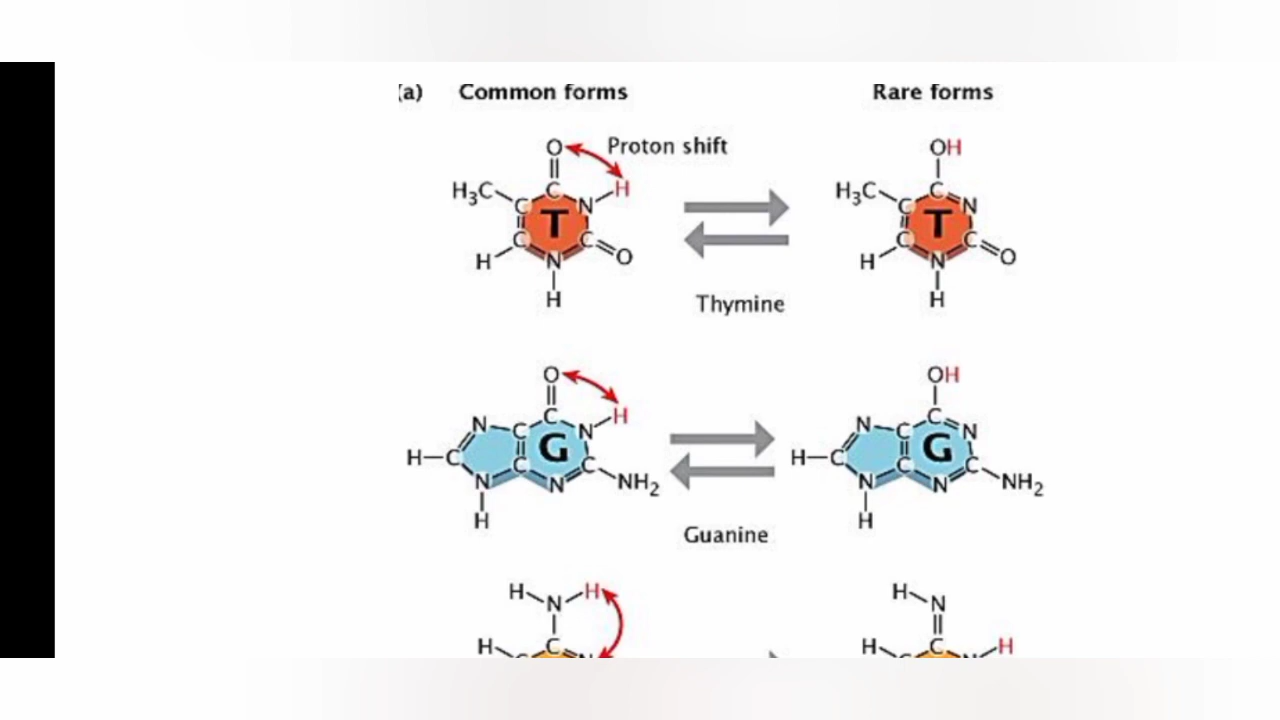 (a) Common forms Rare forms
O Proton shift OH
H₃C C H H₃C C
C N C N
T T
C C C C
H N O H N O
H H
Thymine
O OH
C H C
N C N N C N
G G
H C C C H C C C
N N NH₂ N N NH₂
H H
Guanine
H N H H N
H C H C H